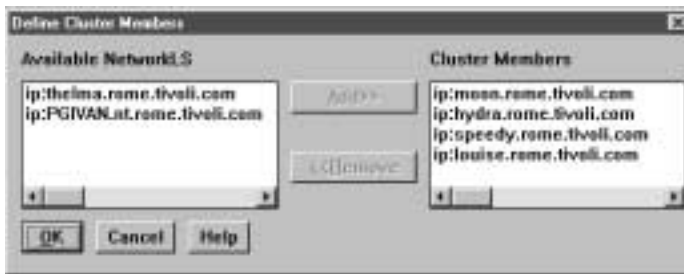 Define Cluster Members
Available NetworkLS
Cluster Members
ip:thelma.rome.tivoli.com
ip:PGIVAN.nt.rome.tivoli.com
ip:moon.rome.tivoli.com
ip:hydra.rome.tivoli.com
ip:speedy.rome.tivoli.com
ip:louise.rome.tivoli.com
Add>>
<<Remove
OK
Cancel
Help